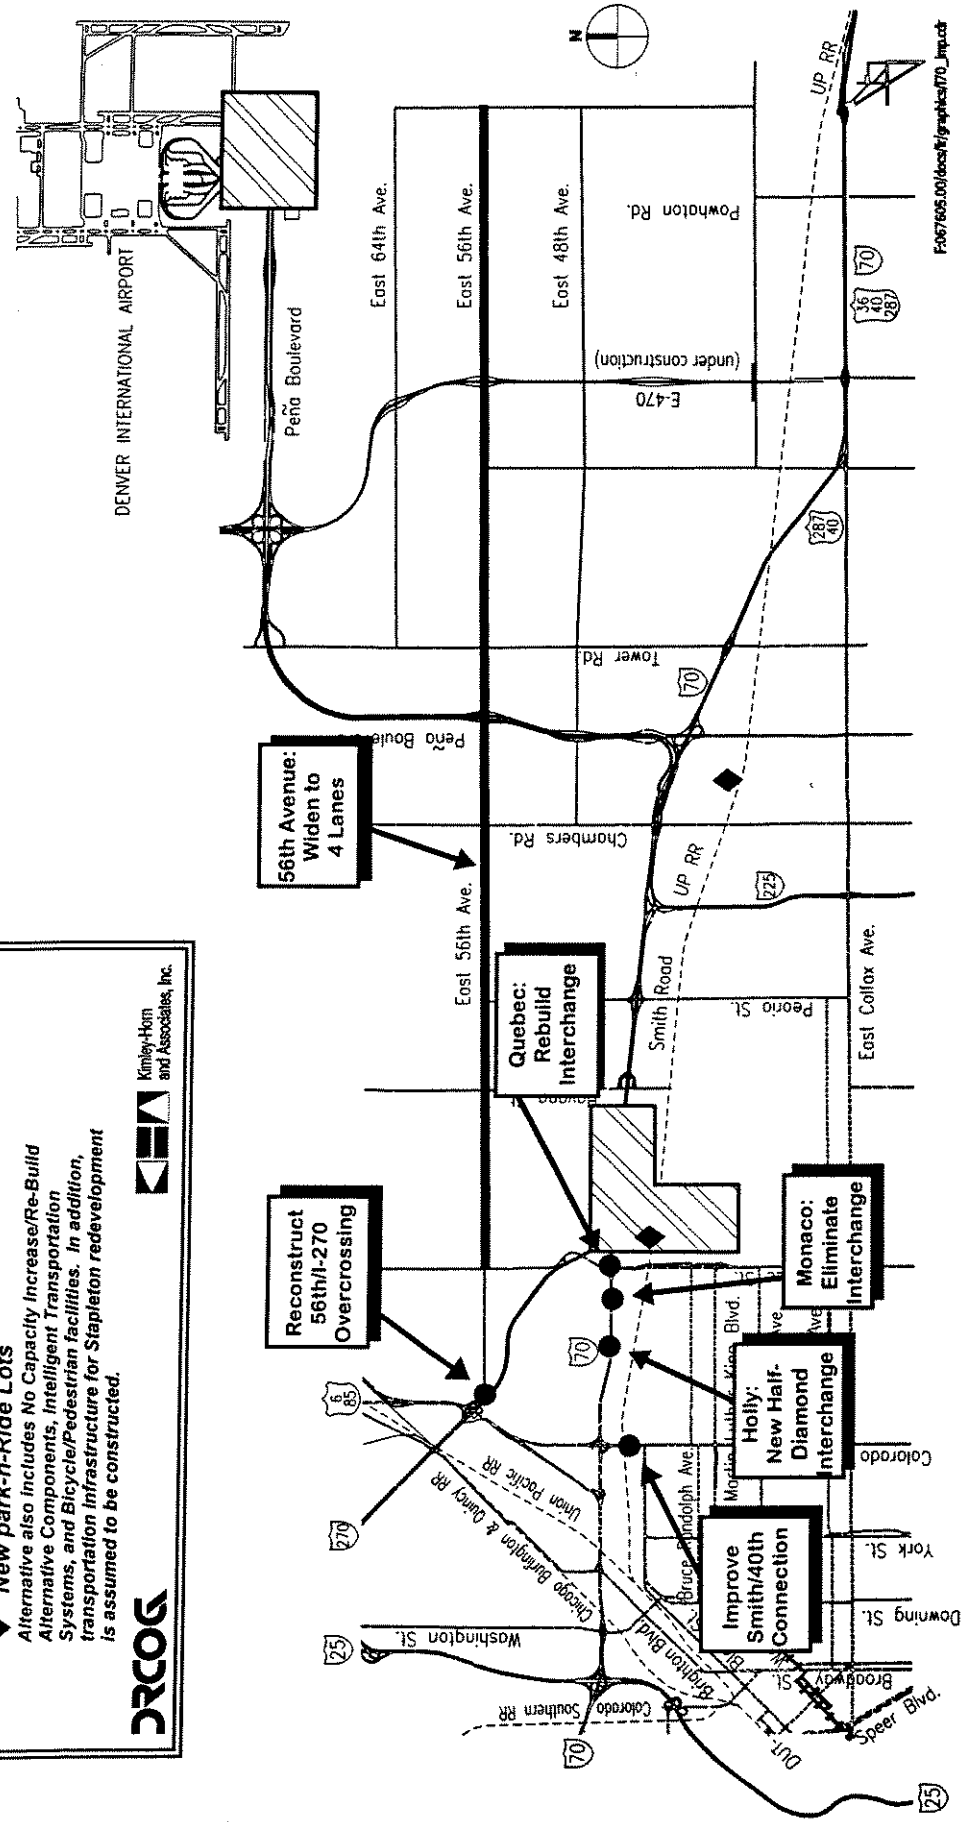 New park-n-Ride Lots
Alternative also Includes No Capacity Increase/Re-Build
Alternative Components, Intelligent Transportation
Systems, and Bicycle/Pedestrian facilities. In addition,
transportation Infrastructure for Stapleton redevelopment
is assumed to be constructed.
DRCOG
Kimley-Horn
and Associates, Inc.
DENVER INTERNATIONAL AIRPORT
Peña Boulevard
N
East 64th Ave.
East 56th Ave.
East 48th Ave.
Powhaton Rd.
UP RR
E-470
(under construction)
70
36
40
287
287
40
Tower Rd.
70
Peña
Chambers Rd.
56th Avenue:
Widen to
4 Lanes
East 56th Ave.
UP RR
225
Smith Road
Peoria St.
East Colfax Ave.
Quebec:
Rebuild
Interchange
Reconstruct
56th/I-270
Overcrossing
Monaco:
Eliminate
Interchange
Holly:
New Half-
Diamond
Interchange
Improve
Smith/40th
Connection
6
85
270
70
25
Union Pacific RR
Chicago Burlington & Quincy RR
Washington St.
Brighton Blvd.
Colorado Southern RR
70
Blvd.
Ave.
Ave.
Colorado
York St.
Downing St.
Broadway
St.
Speer Blvd.
DUT
25
F:067605.00/docs/fr/graphics/I70_imp.cdr